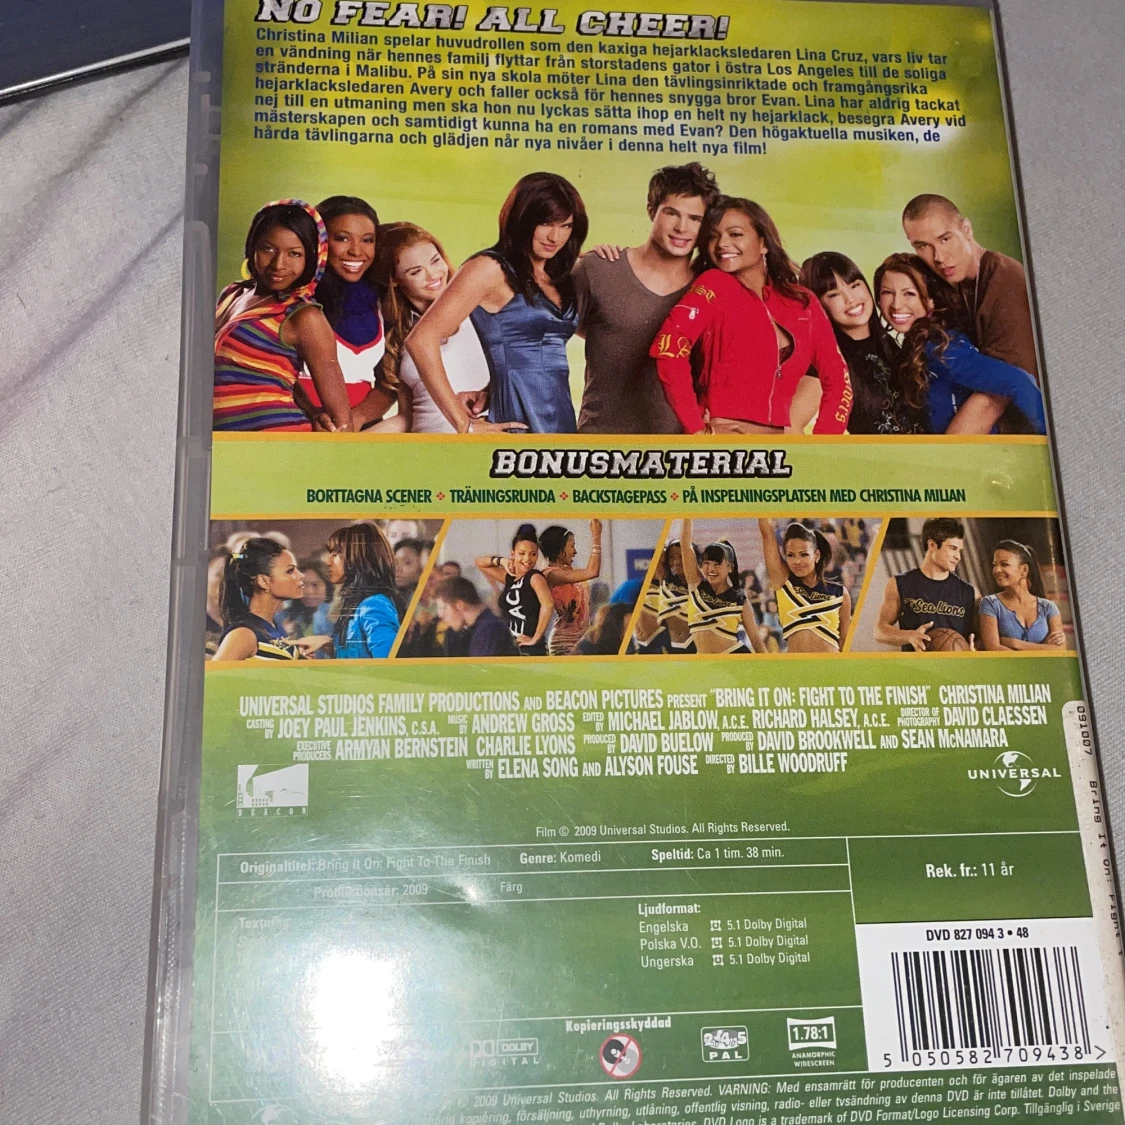 NO FEAR! ALL CHEER!
Christina Milian spelar huvudrollen som den kaxiga hejarklacksledaren Lina Cruz, vars liv tar
en vändning när hennes familj flyttar från storstadens gator i östra Los Angeles till de soliga
stränderna i Malibu. På sin nya skola möter Lina den tävlingsinriktade och framgångsrika
hejarklacksledaren Avery och faller också för hennes snygga bror Evan. Lina har aldrig tackat
nej till en utmaning men ska hon nu lyckas sätta ihop en helt ny hejarklack, besegra Avery vid
mästerskapen och samtidigt kunna ha en romans med Evan? Den högaktuella musiken, de
hårda tävlingarna och glädjen når nya nivåer i denna helt nya film!
BONUSMATERIAL
BORTTAGNA SCENER ❖ TRÄNINGSRUNDA ❖ BACKSTAGEPASS ❖ PÅ INSPELNINGSPLATSEN MED CHRISTINA MILIAN
Sea Lions
UNIVERSAL STUDIOS FAMILY PRODUCTIONS AND BEACON PICTURES PRESENT "BRING IT ON: FIGHT TO THE FINISH" CHRISTINA MILIAN
CASTING BY JOEY PAUL JENKINS, C.S.A. MUSIC BY ANDREW GROSS EDITED BY MICHAEL JABLOW, A.C.E. RICHARD HALSEY, A.C.E. DIRECTOR OF PHOTOGRAPHY DAVID CLAESSEN
EXECUTIVE PRODUCERS ARMYAN BERNSTEIN CHARLIE LYONS PRODUCED BY DAVID BUELOW PRODUCED BY DAVID BROOKWELL AND SEAN McNAMARA
WRITTEN BY ELENA SONG AND ALYSON FOUSE DIRECTED BY BILLE WOODRUFF
BEACON
UNIVERSAL
091007 Bring It on: Fight
Film © 2009 Universal Studios. All Rights Reserved.
Originaltitel: Bring It On: Fight To The Finish Genre: Komedi Speltid: Ca 1 tim. 38 min.
Rek. fr.: 11 år
Produktionsår: 2009 Färg
Textning:
Ljudformat:
Engelska 5.1 Dolby Digital
Polska V.O. 5.1 Dolby Digital
Ungerska 5.1 Dolby Digital
DVD 827 094 3 • 48
5 050582 709438 >
Kopieringsskyddad
DOLBY DIGITAL
2 4 5 PAL
1.78:1
ANAMORPHIC WIDESCREEN
© 2009 Universal Studios. All Rights Reserved. VARNING: Med ensamrätt för producenten och för ägaren av det inspelade
kopiering, försäljning, uthyrning, utlåning, offentlig visning, radio- eller tvsändning av denna DVD är inte tillåtet. Dolby and the
DVD Logo is a trademark of DVD Format/Logo Licensing Corp. Tillgänglig i Sverige